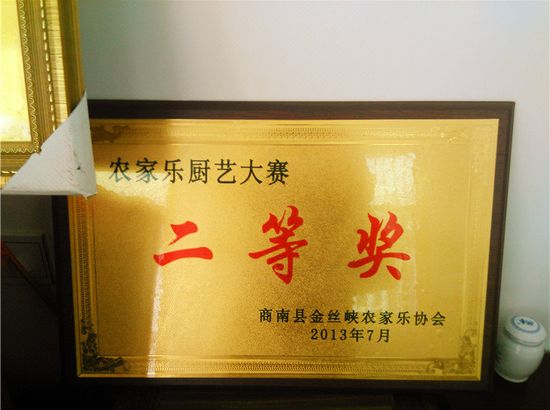 农家乐厨艺大赛
二等奖
商南县金丝峡农家乐协会
2013年7月